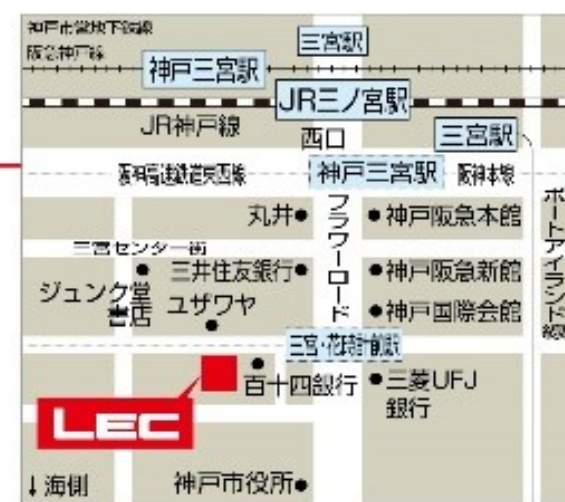 神戸市営地下鉄線
三宮駅
阪急神戸線
神戸三宮駅
JR三ノ宮駅
JR神戸線
西口
三宮駅
神戸三宮駅
阪神本線
丸井
フラワーロード
神戸阪急本館
ポートアイランド線
三宮センター街
三井住友銀行
神戸阪急新館
ジュンク堂
書店
ユザワヤ
神戸国際会館
三宮・花時計前駅
百十四銀行
三菱UFJ
銀行
LEC
↓海側
神戸市役所